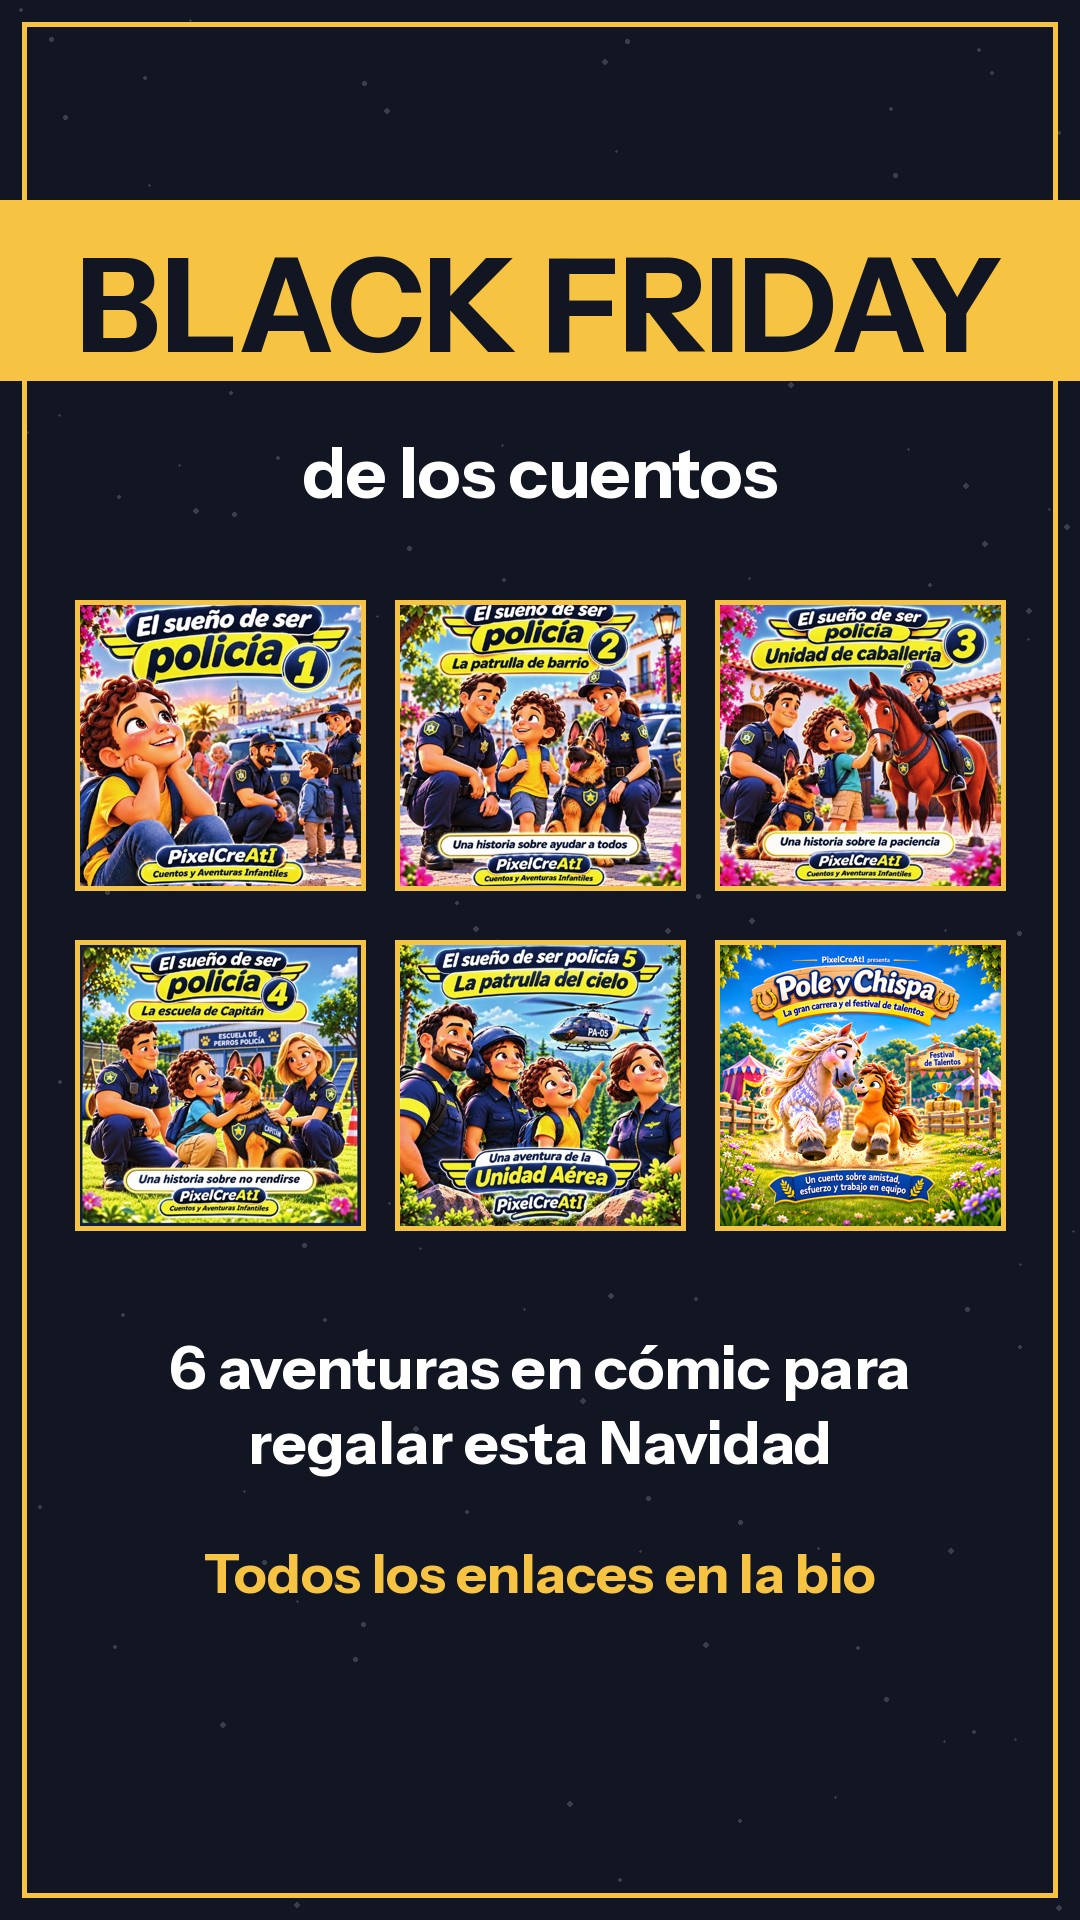 BLACK FRIDAY
de los cuentos
El sueño de ser
policía
1
PixelCreAtI
Cuentos y Aventuras Infantiles
El sueño de ser
policía
2
La patrulla de barrio
Una historia sobre ayudar a todos
PixelCreAtI
Cuentos y Aventuras Infantiles
El sueño de ser
policía
3
Unidad de caballería
Una historia sobre la paciencia
PixelCreAtI
Cuentos y Aventuras Infantiles
El sueño de ser
policía
4
La escuela de Capitán
ESCUELA DE
PERROS POLICÍA
CAPITÁN
Una historia sobre no rendirse
PixelCreAtI
Cuentos y Aventuras Infantiles
El sueño de ser policía 5
La patrulla del cielo
PA-05
Una aventura de la
Unidad Aérea
PixelCreAtI
PixelCreAtI presenta
Pole y Chispa
La gran carrera y el festival de talentos
Festival
de Talentos
Un cuento sobre amistad,
esfuerzo y trabajo en equipo
6 aventuras en cómic para
regalar esta Navidad
Todos los enlaces en la bio